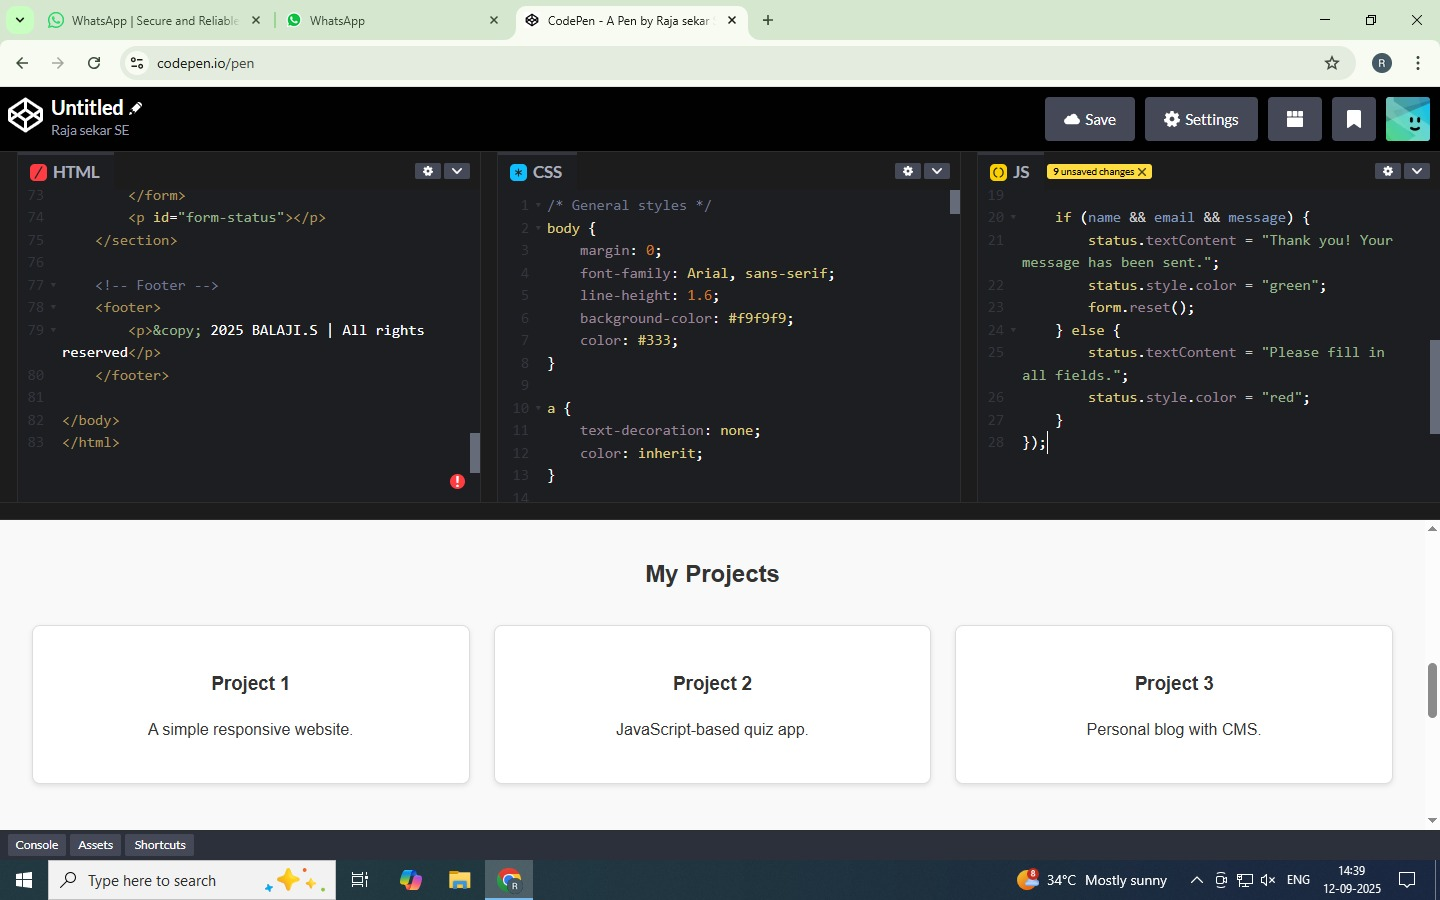 WhatsApp | Secure and Reliable
WhatsApp
CodePen - A Pen by Raja sekar S
codepen.io/pen
R
Untitled
Raja sekar SE
Save
Settings
HTML
73 </form>
74 <p id="form-status"></p>
75 </section>
76
77 <!-- Footer -->
78 <footer>
79 <p>&copy; 2025 BALAJI.S | All rights
reserved</p>
80 </footer>
81
82 </body>
83 </html>
CSS
1 /* General styles */
2 body {
3 margin: 0;
4 font-family: Arial, sans-serif;
5 line-height: 1.6;
6 background-color: #f9f9f9;
7 color: #333;
8 }
9
10 a {
11 text-decoration: none;
12 color: inherit;
13 }
14
JS
9 unsaved changes
19
20 if (name && email && message) {
21 status.textContent = "Thank you! Your
message has been sent.";
22 status.style.color = "green";
23 form.reset();
24 } else {
25 status.textContent = "Please fill in
all fields.";
26 status.style.color = "red";
27 }
28 });
My Projects
Project 1
A simple responsive website.
Project 2
JavaScript-based quiz app.
Project 3
Personal blog with CMS.
Console
Assets
Shortcuts
Type here to search
R
8
34°C Mostly sunny
ENG
14:39
12-09-2025